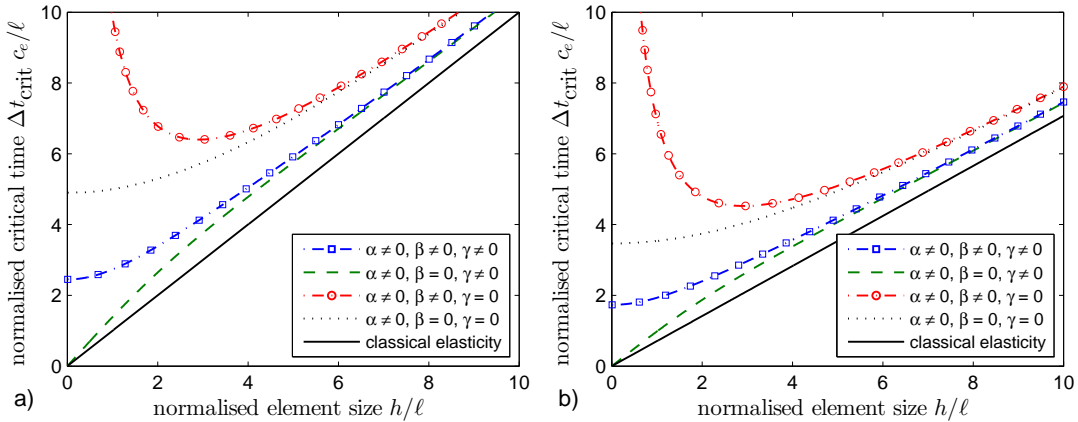 normalised critical time Δt_crit c_e/ℓ
10
8
6
4
2
0
α ≠ 0, β ≠ 0, γ ≠ 0
α ≠ 0, β = 0, γ ≠ 0
α ≠ 0, β ≠ 0, γ = 0
α ≠ 0, β = 0, γ = 0
classical elasticity
0 2 4 6 8 10
a) normalised element size h/ℓ
normalised critical time Δt_crit c_e/ℓ
10
8
6
4
2
0
α ≠ 0, β ≠ 0, γ ≠ 0
α ≠ 0, β = 0, γ ≠ 0
α ≠ 0, β ≠ 0, γ = 0
α ≠ 0, β = 0, γ = 0
classical elasticity
0 2 4 6 8 10
b) normalised element size h/ℓ